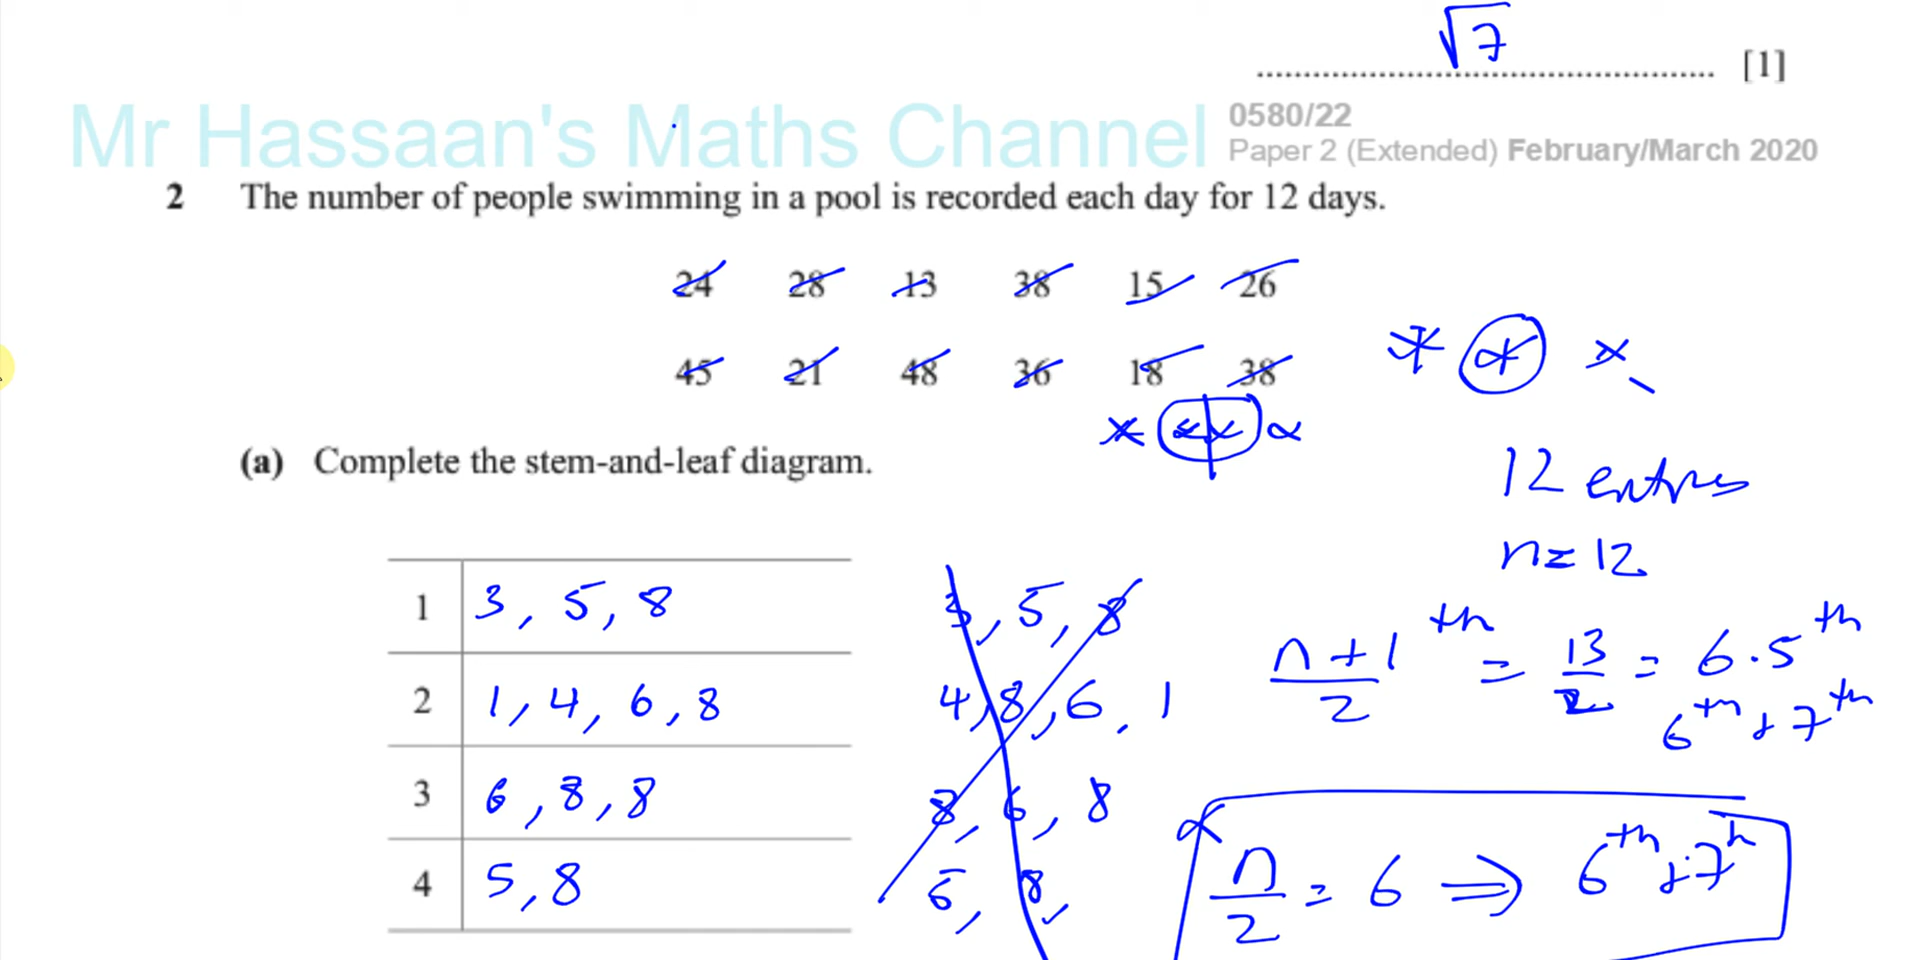 √7
[1]
Mr Hassaan's Maths Channel
0580/22
Paper 2 (Extended) February/March 2020
2 The number of people swimming in a pool is recorded each day for 12 days.
24 28 13 38 15 26
45 21 48 36 18 38
(a) Complete the stem-and-leaf diagram.
12 entries
n = 12
1 3, 5, 8
3, 5, 8
n+1/2 th = 13/2 = 6.5th
2 1, 4, 6, 8
4, 8, 6, 1
6th + 7th
3 6, 8, 8
8, 6, 8
4 5, 8
5, 8,
n/2 = 6 ⇒ 6th + 7th